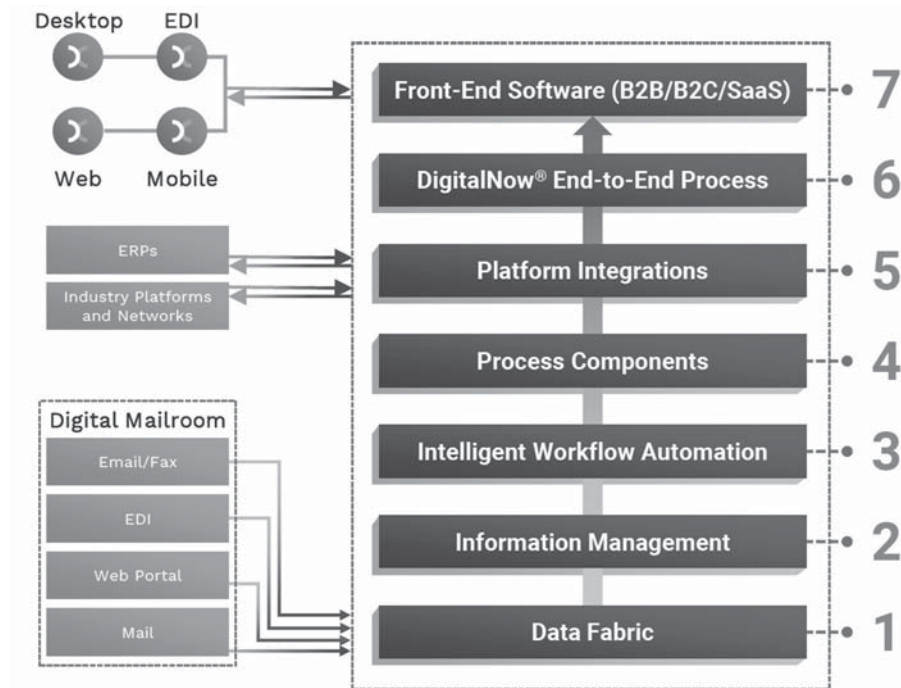 Desktop EDI
Web Mobile
ERPs
Industry Platforms
and Networks
Digital Mailroom
Email/Fax
EDI
Web Portal
Mail
Front-End Software (B2B/B2C/SaaS) 7
DigitalNow® End-to-End Process 6
Platform Integrations 5
Process Components 4
Intelligent Workflow Automation 3
Information Management 2
Data Fabric 1